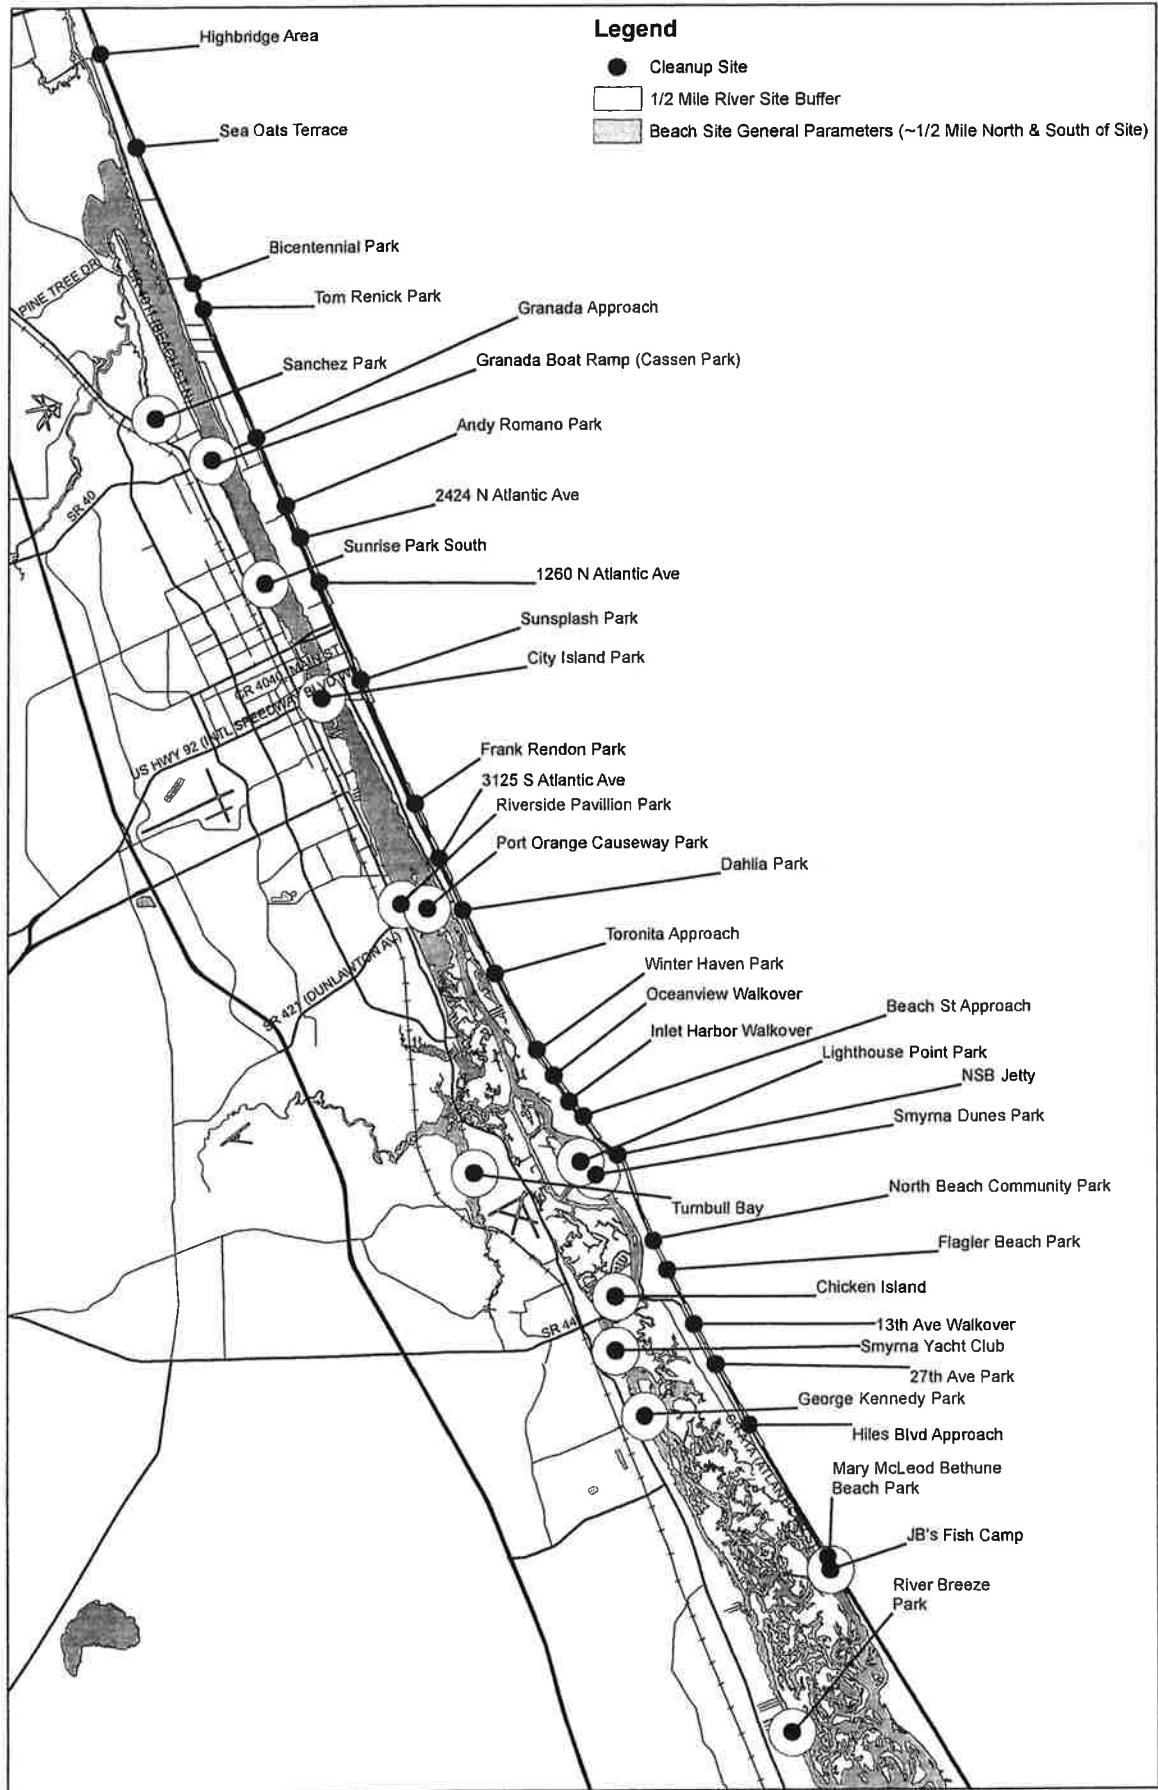 Legend
Cleanup Site
1/2 Mile River Site Buffer
Beach Site General Parameters (~1/2 Mile North & South of Site)
Highbridge Area
Sea Oats Terrace
Bicentennial Park
PINE TREE DR
Tom Renick Park
Granada Approach
Granada Boat Ramp (Cassen Park)
Sanchez Park
Andy Romano Park
2424 N Atlantic Ave
SR 40
Sunrise Park South
1260 N Atlantic Ave
Sunsplash Park
City Island Park
CR 4040 MAIN ST
US HWY 92 (INTL SPEEDWAY BLVD W)
Frank Rendon Park
3125 S Atlantic Ave
Riverside Pavillion Park
Port Orange Causeway Park
Dahlia Park
Toronita Approach
SR 421 (DUNLAWTON AV)
Winter Haven Park
Oceanview Walkover
Beach St Approach
Inlet Harbor Walkover
Lighthouse Point Park
NSB Jetty
Smyrna Dunes Park
North Beach Community Park
Turnbull Bay
Flagler Beach Park
Chicken Island
13th Ave Walkover
SR 44
Smyrna Yacht Club
27th Ave Park
George Kennedy Park
Hiles Blvd Approach
Mary McLeod Bethune
Beach Park
JB's Fish Camp
River Breeze
Park